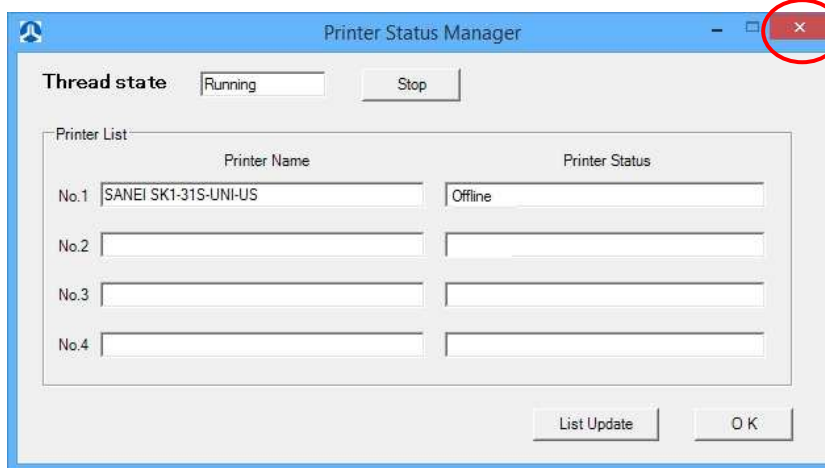 Printer Status Manager
Thread state Running Stop
Printer List
Printer Name Printer Status
No.1 SANEI SK1-31S-UNI-US Offline
No.2
No.3
No.4
List Update O K